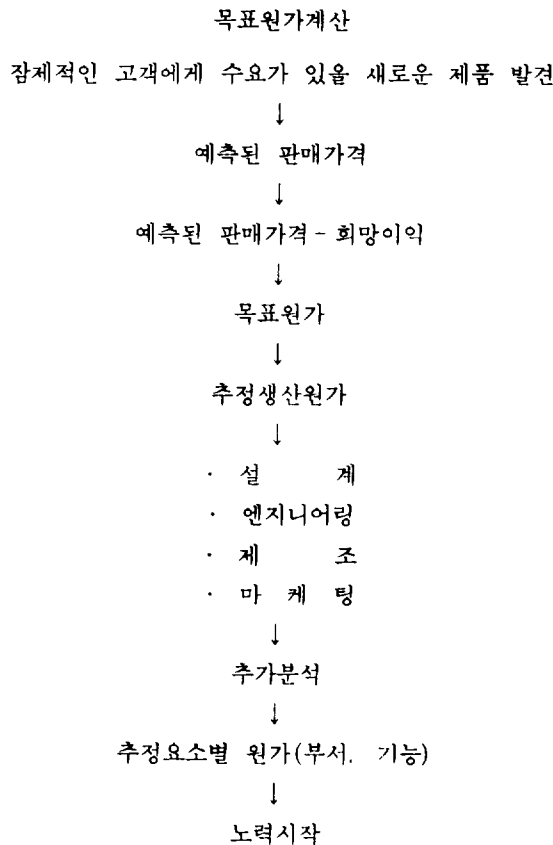 목표원가계산
잠제적인 고객에게 수요가 있을 새로운 제품 발견
↓
예측된 판매가격
↓
예측된 판매가격 - 희망이익
↓
목표원가
↓
추정생산원가
↓
· 설 계
· 엔지니어링
· 제 조
· 마 케 팅
↓
추가분석
↓
추정요소별 원가(부서, 기능)
↓
노력시작